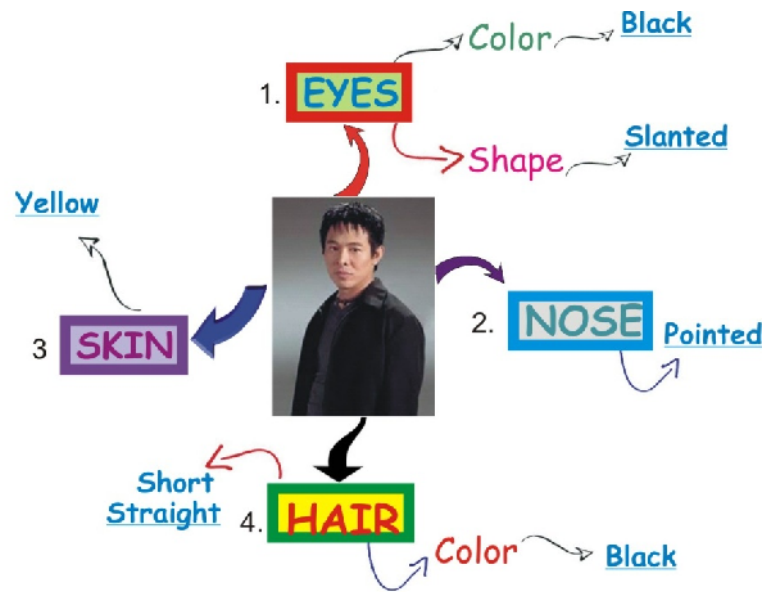 1. EYES
Color
Black
Shape
Slanted
2. NOSE
Pointed
3 SKIN
Yellow
4. HAIR
Short
Straight
Color
Black